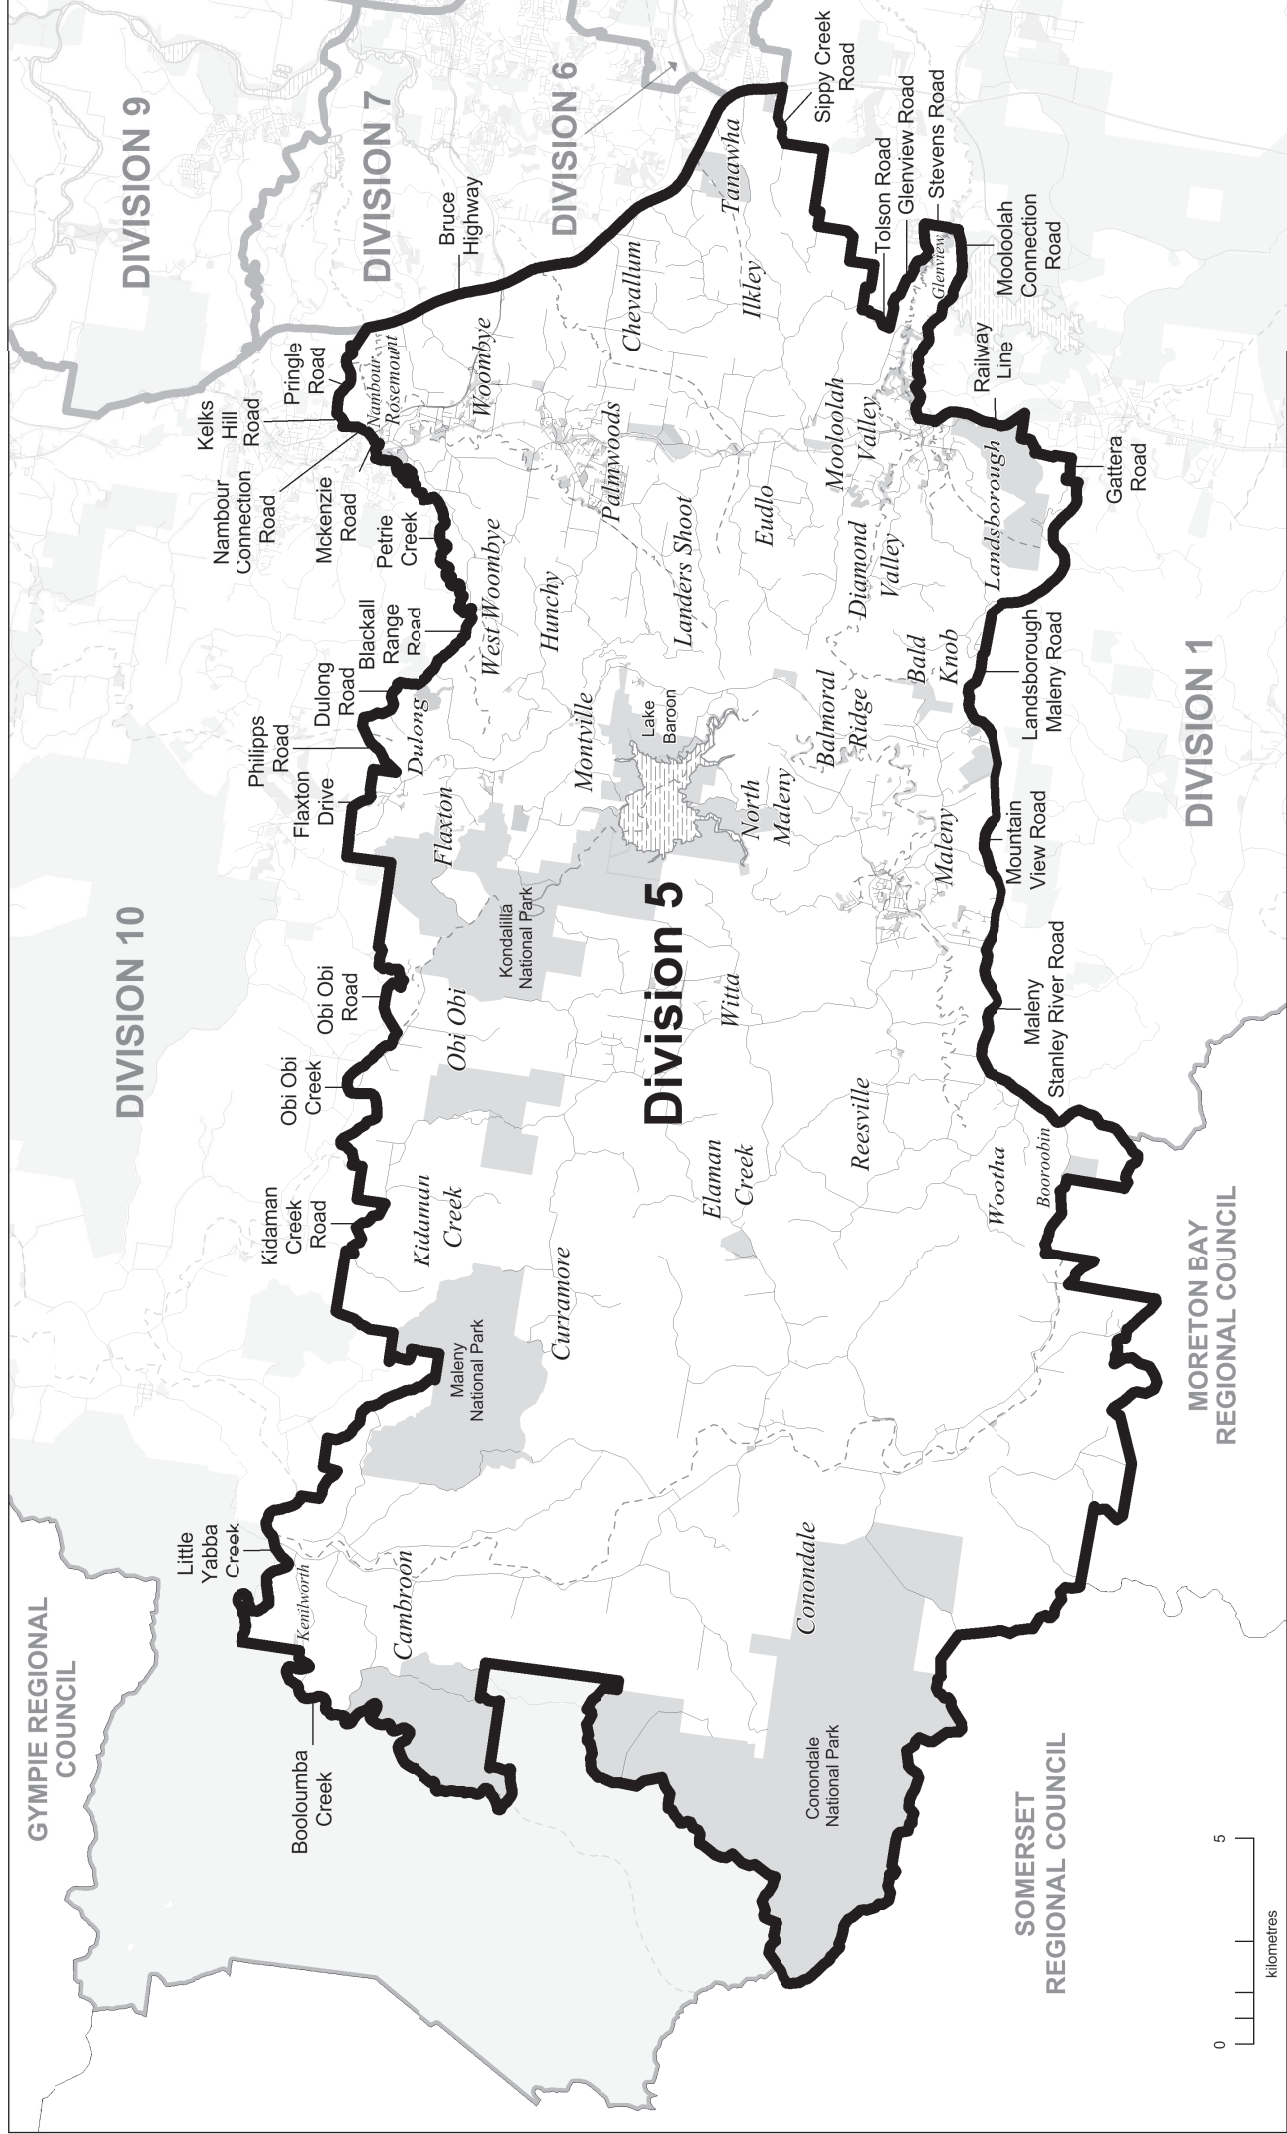 GYMPIE REGIONAL
COUNCIL
DIVISION 10
DIVISION 9
DIVISION 7
DIVISION 6
Little
Yabba
Creek
Booloumba
Creek
Kidaman
Creek
Road
Obi Obi
Creek
Obi Obi
Road
Flaxton
Drive
Philipps
Road
Dulong
Road
Blackall
Range
Road
Petrie
Creek
Mckenzie
Road
Nambour
Connection
Road
Kelks
Hill
Road
Pringle
Road
Bruce
Highway
Kenilworth
Cambroon
Maleny
National Park
Kidaman
Creek
Curramore
Obi Obi
Kondalilla
National Park
Flaxton
Dulong
West Woombye
Hunchy
Montville
Nambour
Rosemount
Woombye
Palmwoods
Chevallum
Division 5
Lake
Baroon
Landers Shoot
Eudlo
Ilkley
Tanawha
Sippy Creek
Road
Conondale
Conondale
National Park
Elaman
Creek
Witta
North
Maleny
Balmoral
Ridge
Reesville
Maleny
Bald
Knob
Diamond
Valley
Mooloolah
Valley
Tolson Road
Glenview Road
Stevens Road
Glenview
Mooloolah
Connection
Road
Railway
Line
Landsborough
Gattera
Road
Wootha
Booroobin
Maleny
Stanley River Road
Mountain
View Road
Landsborough
Maleny Road
DIVISION 1
MORETON BAY
REGIONAL COUNCIL
SOMERSET
REGIONAL COUNCIL
0
5
kilometres